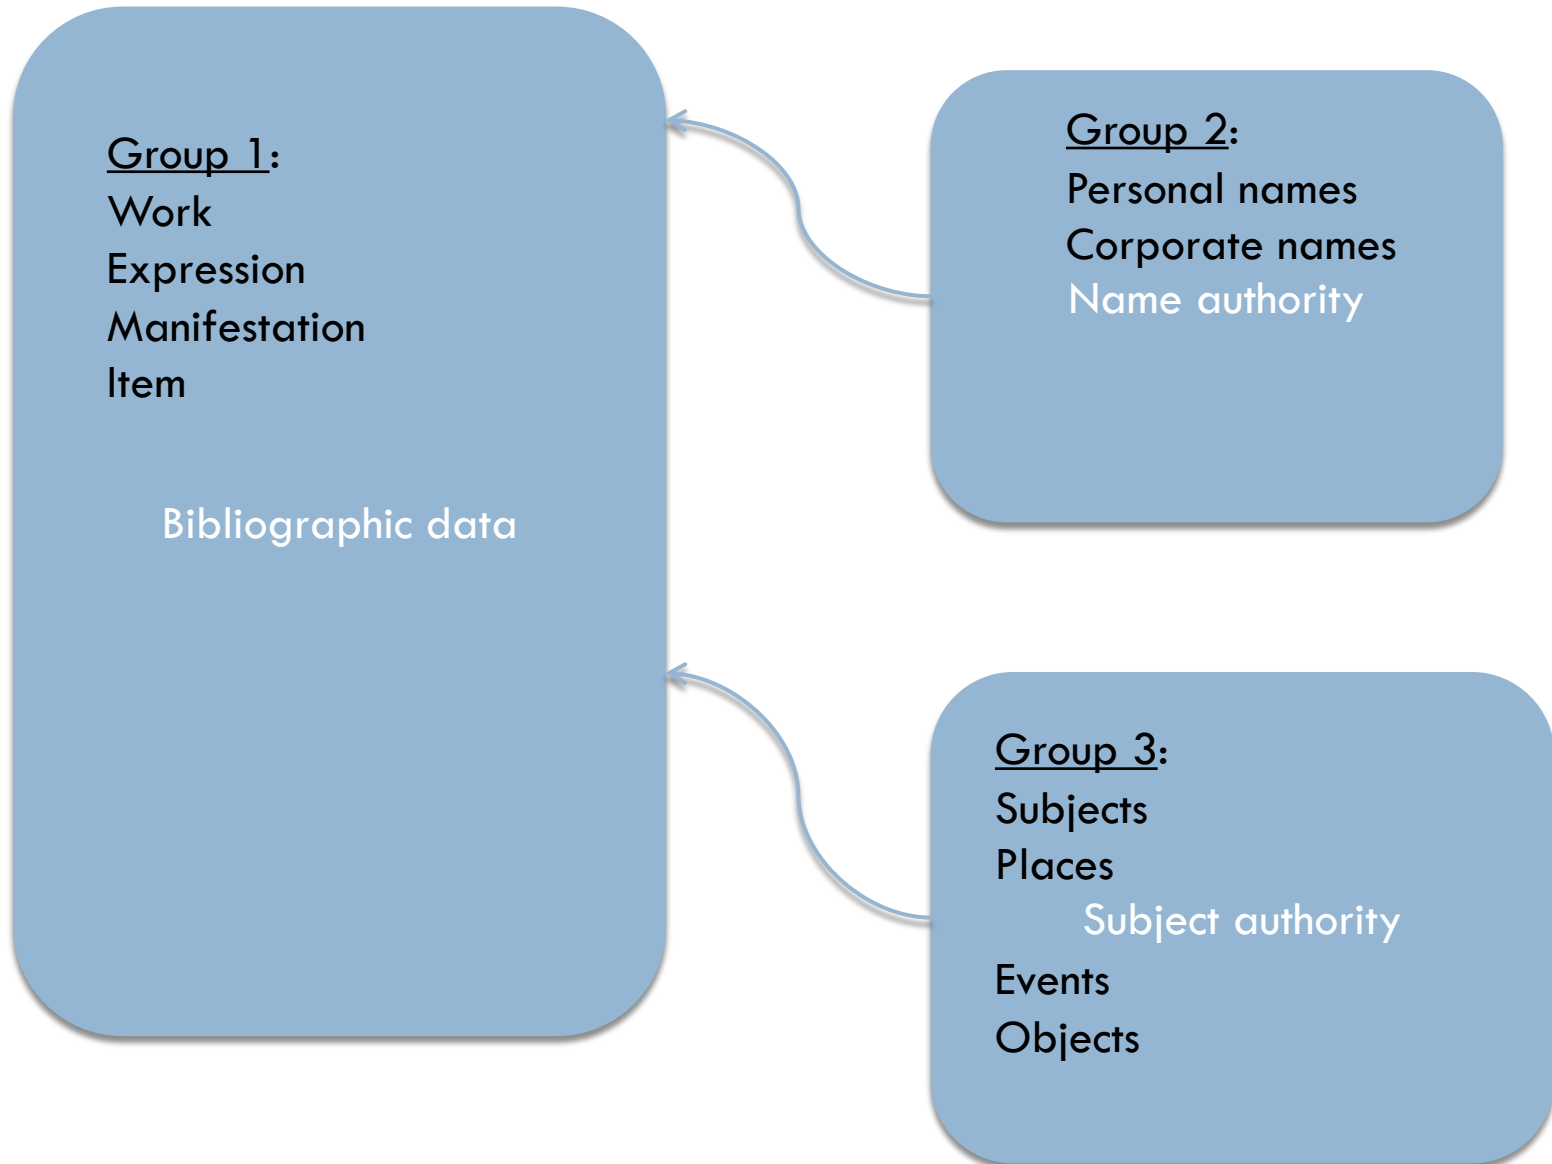 Group 1:
Work
Expression
Manifestation
Item
Bibliographic data
Group 2:
Personal names
Corporate names
Name authority
Group 3:
Subjects
Places
Subject authority
Events
Objects